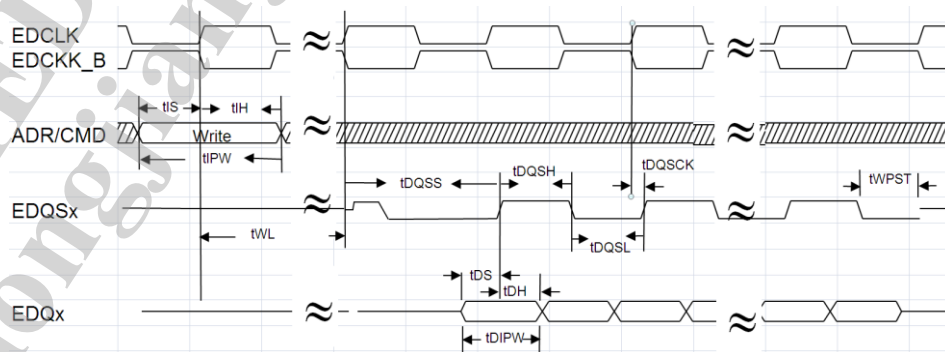 EDCLK
EDCKK_B
tIS
tIH
ADR/CMD
Write
tIPW
tDQSS
tDQSH
tDQSCK
tWPST
EDQSx
tWL
tDQSL
tDS
tDH
EDQx
tDIPW